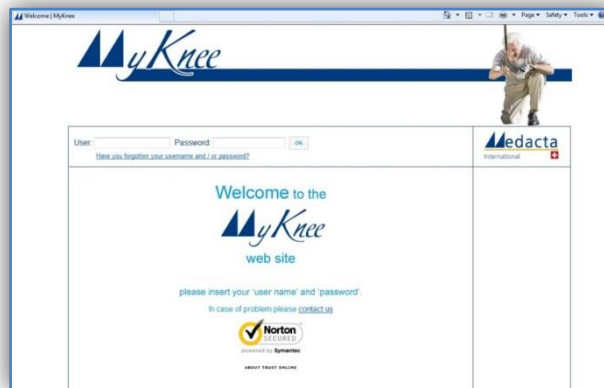 Welcome | MyKnee
Page Safety Tools
MyKnee
User: Password: OK
Have you forgotten your username and / or password?
Medacta
International
Welcome to the
MyKnee
web site
please insert your 'user name' and 'password'.
In case of problem please contact us
Norton
SECURED
powered by Symantec
ABOUT TRUST ONLINE